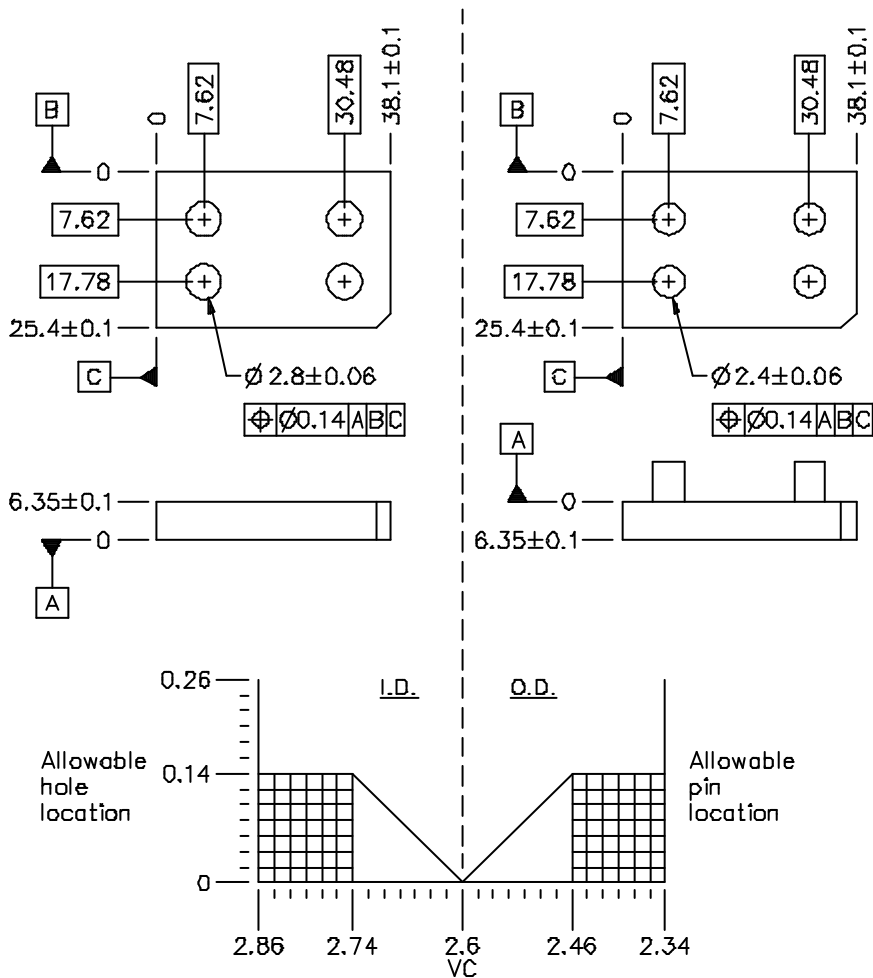 B
0
7.62
30.48
38.1±0.1
0
7.62
17.78
25.4±0.1
C
Ø2.8±0.06
⌖ Ø0.14 A B C
6.35±0.1
0
A
B
0
7.62
30.48
38.1±0.1
0
7.62
17.78
25.4±0.1
C
Ø2.4±0.06
⌖ Ø0.14 A B C
A
0
6.35±0.1
0.26
I.D.
O.D.
Allowable
hole
location
0.14
0
Allowable
pin
location
2.86
2.74
2.6
2.46
2.34
VC